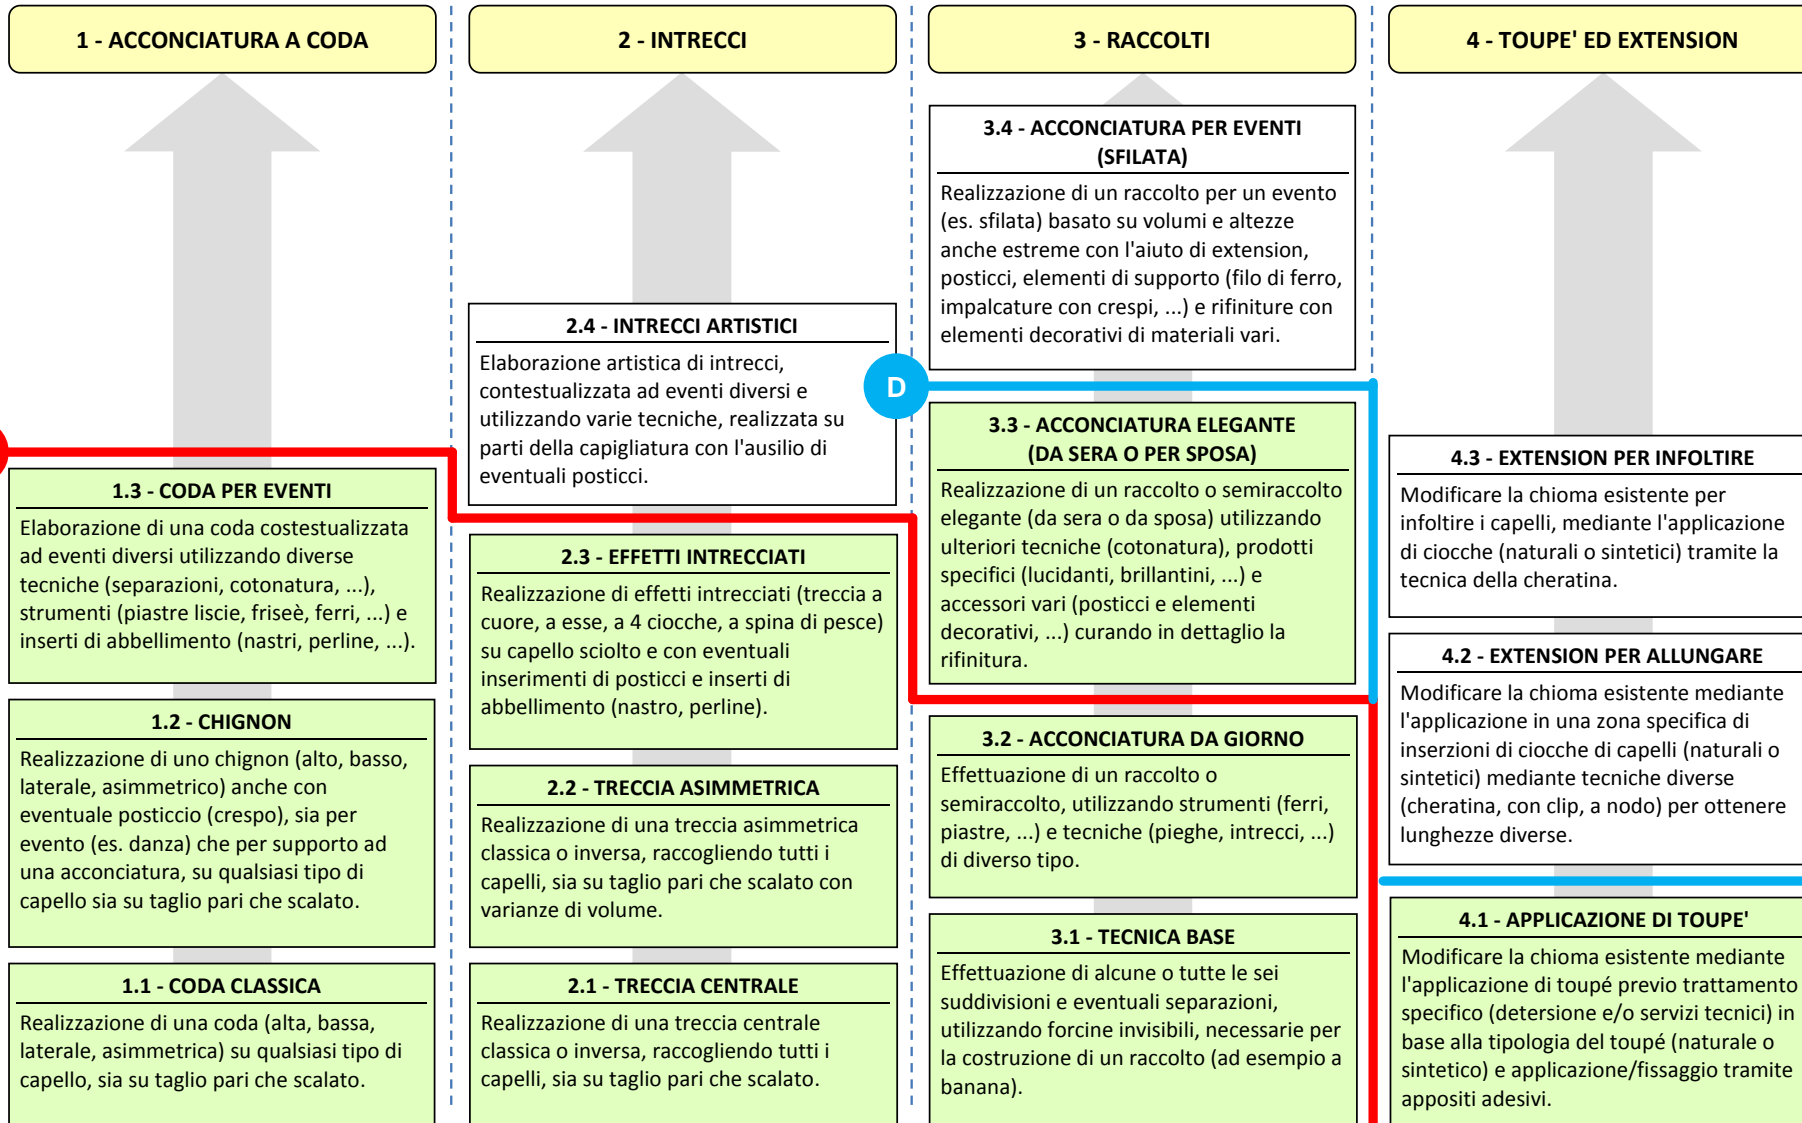 1 - ACCONCIATURA A CODA
1.3 - CODA PER EVENTI
Elaborazione di una coda costestualizzata
ad eventi diversi utilizzando diverse
tecniche (separazioni, cotonatura, ...),
strumenti (piastre liscie, friseè, ferri, ...) e
inserti di abbellimento (nastri, perline, ...).
1.2 - CHIGNON
Realizzazione di uno chignon (alto, basso,
laterale, asimmetrico) anche con
eventuale posticcio (crespo), sia per
evento (es. danza) che per supporto ad
una acconciatura, su qualsiasi tipo di
capello sia su taglio pari che scalato.
1.1 - CODA CLASSICA
Realizzazione di una coda (alta, bassa,
laterale, asimmetrica) su qualsiasi tipo di
capello, sia su taglio pari che scalato.
2 - INTRECCI
2.4 - INTRECCI ARTISTICI
Elaborazione artistica di intrecci,
contestualizzata ad eventi diversi e
utilizzando varie tecniche, realizzata su
parti della capigliatura con l'ausilio di
eventuali posticci.
2.3 - EFFETTI INTRECCIATI
Realizzazione di effetti intrecciati (treccia a
cuore, a esse, a 4 ciocche, a spina di pesce)
su capello sciolto e con eventuali
inserimenti di posticci e inserti di
abbellimento (nastro, perline).
2.2 - TRECCIA ASIMMETRICA
Realizzazione di una treccia asimmetrica
classica o inversa, raccogliendo tutti i
capelli, sia su taglio pari che scalato con
varianze di volume.
2.1 - TRECCIA CENTRALE
Realizzazione di una treccia centrale
classica o inversa, raccogliendo tutti i
capelli, sia su taglio pari che scalato.
3 - RACCOLTI
3.4 - ACCONCIATURA PER EVENTI
(SFILATA)
Realizzazione di un raccolto per un evento
(es. sfilata) basato su volumi e altezze
anche estreme con l'aiuto di extension,
posticci, elementi di supporto (filo di ferro,
impalcature con crespi, ...) e rifiniture con
elementi decorativi di materiali vari.
D
3.3 - ACCONCIATURA ELEGANTE
(DA SERA O PER SPOSA)
Realizzazione di un raccolto o semiraccolto
elegante (da sera o da sposa) utilizzando
ulteriori tecniche (cotonatura), prodotti
specifici (lucidanti, brillantini, ...) e
accessori vari (posticci e elementi
decorativi, ...) curando in dettaglio la
rifinitura.
3.2 - ACCONCIATURA DA GIORNO
Effettuazione di un raccolto o
semiraccolto, utilizzando strumenti (ferri,
piastre, ...) e tecniche (pieghe, intrecci, ...)
di diverso tipo.
3.1 - TECNICA BASE
Effettuazione di alcune o tutte le sei
suddivisioni e eventuali separazioni,
utilizzando forcine invisibili, necessarie per
la costruzione di un raccolto (ad esempio a
banana).
4 - TOUPE' ED EXTENSION
4.3 - EXTENSION PER INFOLTIRE
Modificare la chioma esistente per
infoltire i capelli, mediante l'applicazione
di ciocche (naturali o sintetici) tramite la
tecnica della cheratina.
4.2 - EXTENSION PER ALLUNGARE
Modificare la chioma esistente mediante
l'applicazione in una zona specifica di
inserzioni di ciocche di capelli (naturali o
sintetici) mediante tecniche diverse
(cheratina, con clip, a nodo) per ottenere
lunghezze diverse.
4.1 - APPLICAZIONE DI TOUPE'
Modificare la chioma esistente mediante
l'applicazione di toupé previo trattamento
specifico (detersione e/o servizi tecnici) in
base alla tipologia del toupé (naturale o
sintetico) e applicazione/fissaggio tramite
appositi adesivi.